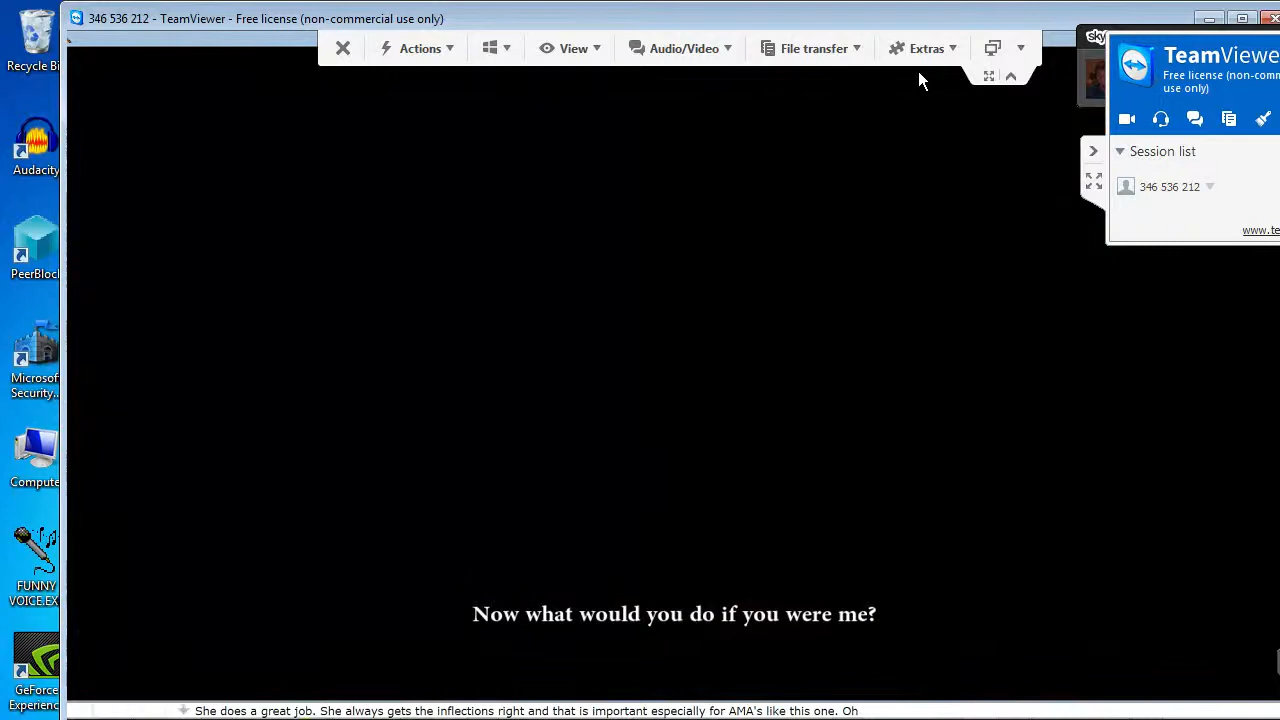 346 536 212 - TeamViewer - Free license (non-commercial use only)
Actions
View
Audio/Video
File transfer
Extras
TeamViewe
Free license (non-comm
use only)
Session list
346 536 212
www.te
Recycle Bi
Audacity
PeerBloc
Microsof
Security...
Compute
FUNNY
VOICE.EX
GeForce
Experienc
Now what would you do if you were me?
She does a great job. She always gets the inflections right and that is important especially for AMA's like this one. Oh